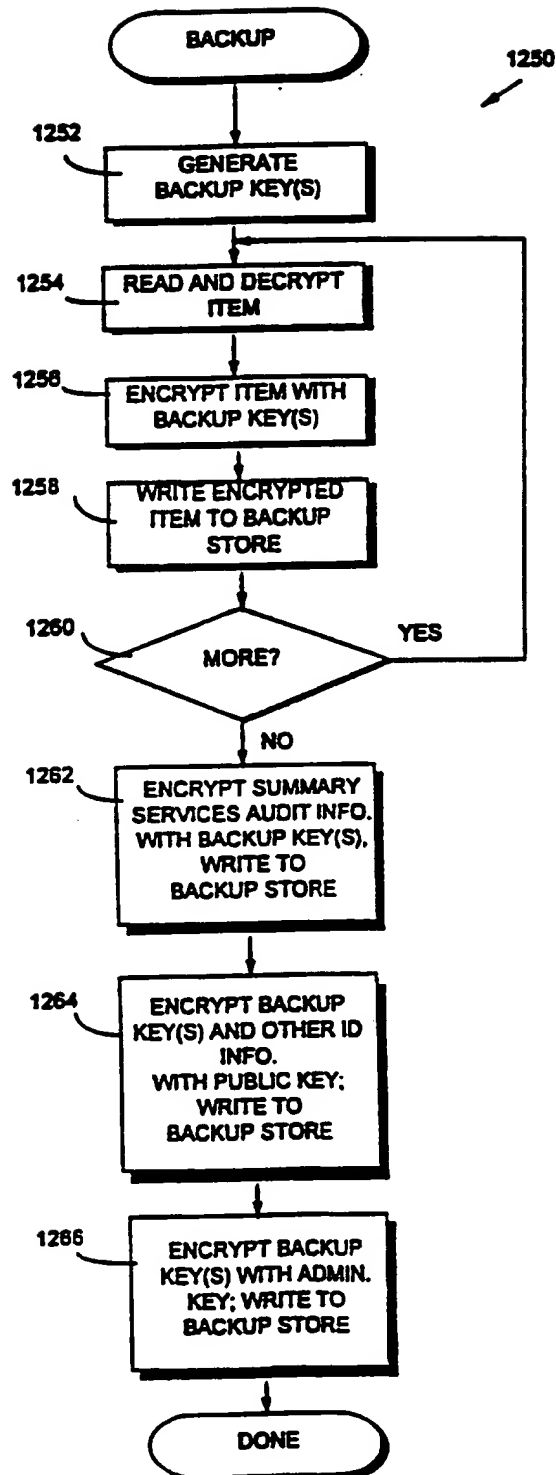 BACKUP
1250
1252
GENERATE
BACKUP KEY(S)
1254
READ AND DECRYPT
ITEM
1256
ENCRYPT ITEM WITH
BACKUP KEY(S)
1258
WRITE ENCRYPTED
ITEM TO BACKUP
STORE
1260
MORE?
YES
NO
1262
ENCRYPT SUMMARY
SERVICES AUDIT INFO.
WITH BACKUP KEY(S),
WRITE TO
BACKUP STORE
1264
ENCRYPT BACKUP
KEY(S) AND OTHER ID
INFO.
WITH PUBLIC KEY;
WRITE TO
BACKUP STORE
1266
ENCRYPT BACKUP
KEY(S) WITH ADMIN.
KEY; WRITE TO
BACKUP STORE
DONE